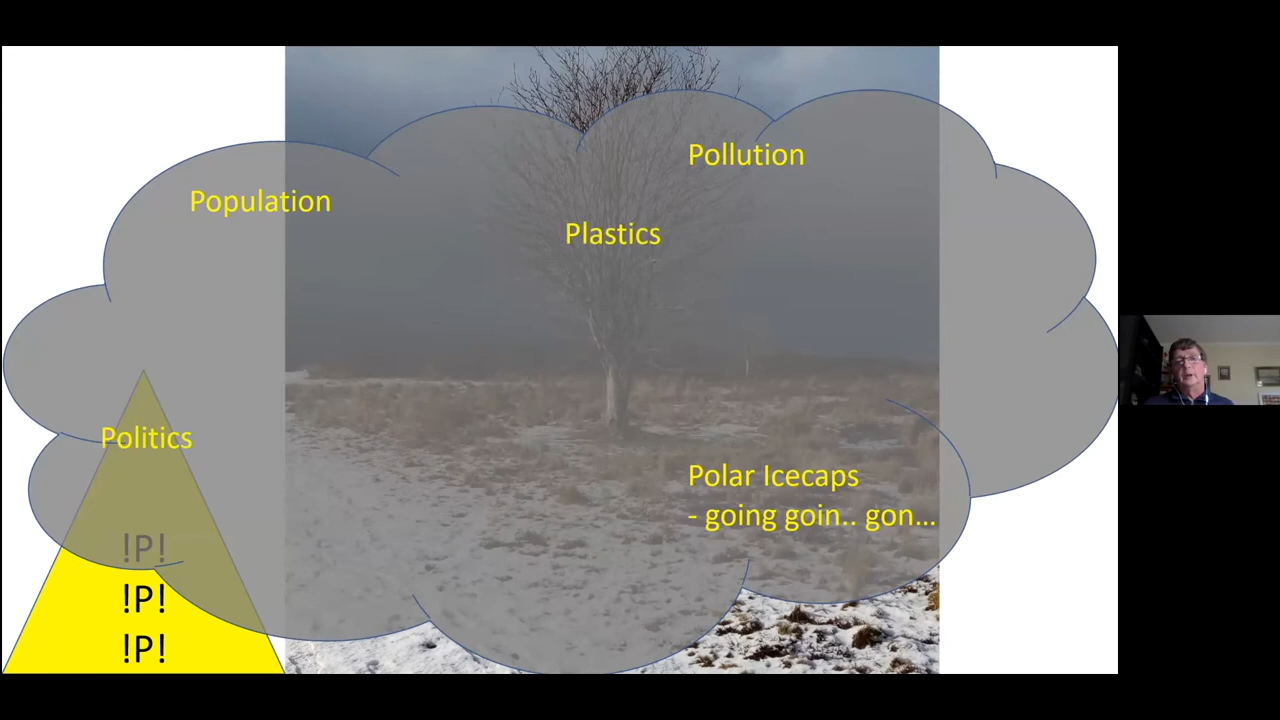 Pollution
Population
Plastics
Politics
Polar Icecaps
- going goin.. gon...
!P!
!P!
!P!